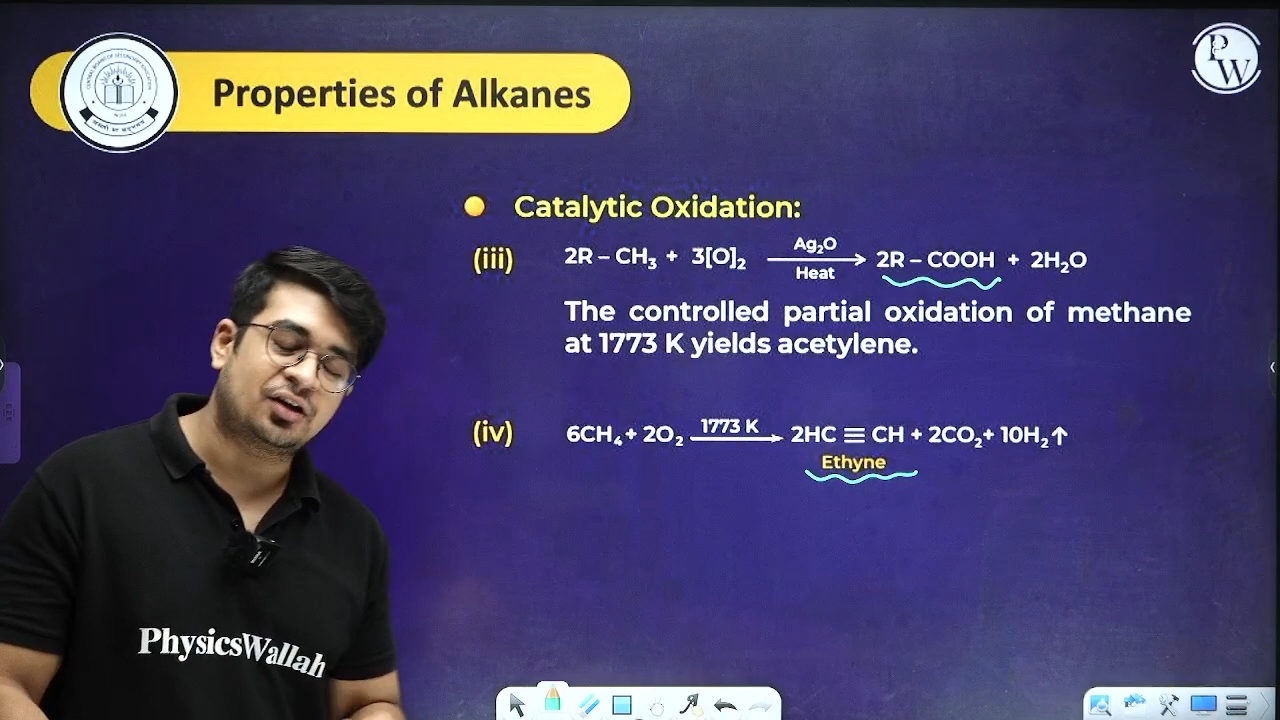 Properties of Alkanes
PW
Catalytic Oxidation:
(iii) 2R – CH₃ + 3[O]₂ Ag₂O Heat → 2R – COOH + 2H₂O
The controlled partial oxidation of methane
at 1773 K yields acetylene.
(iv) 6CH₄ + 2O₂ 1773 K → 2HC ≡ CH + 2CO₂ + 10H₂↑
Ethyne
PhysicsWallah